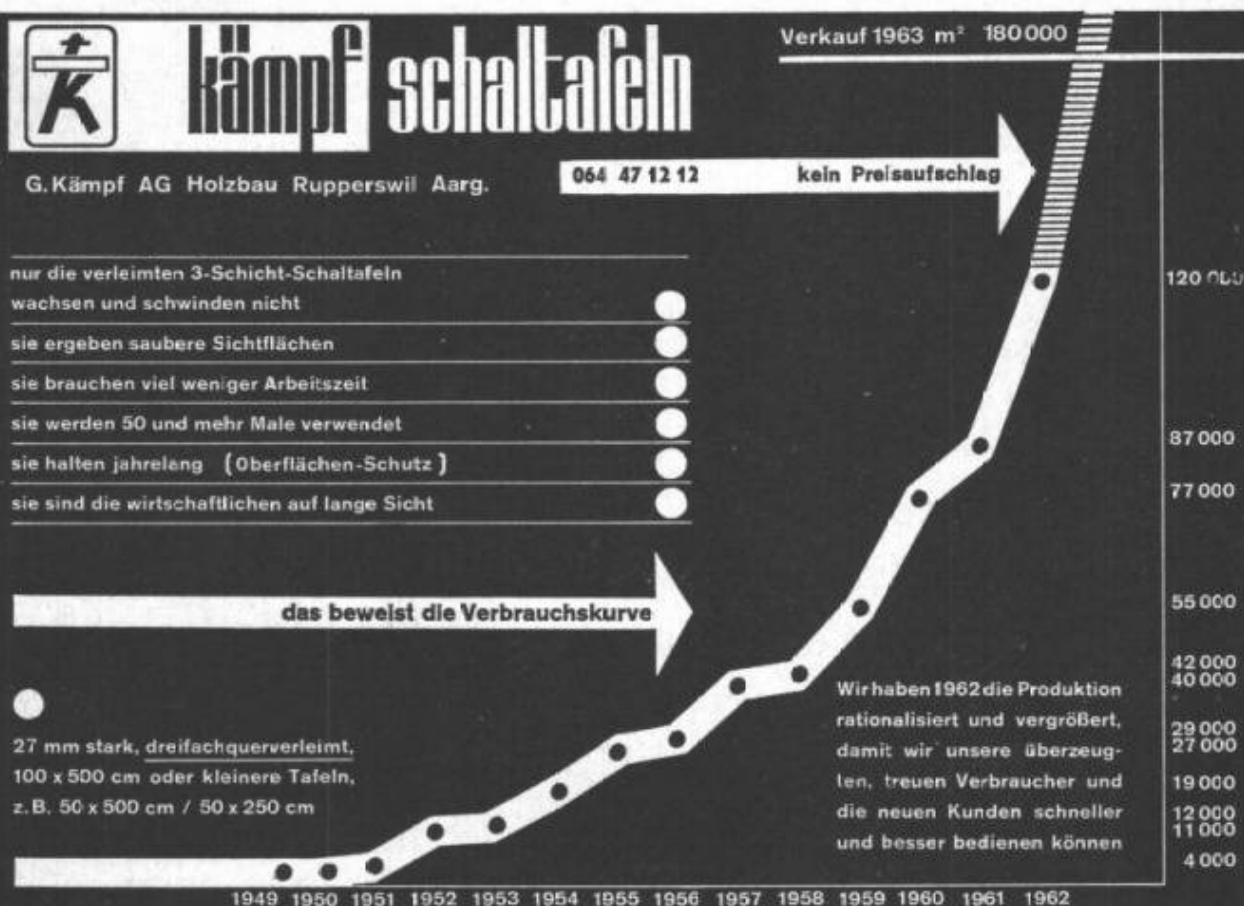 kämpf schaltafeln
G. Kämpf AG Holzbau Rupperswil Aarg.
Verkauf 1963 m² 180 000
064 47 12 12 kein Preisaufschlag
nur die verleimten 3-Schicht-Schaltafeln
wachsen und schwinden nicht
sie ergeben saubere Sichtflächen
sie brauchen viel weniger Arbeitszeit
sie werden 50 und mehr Male verwendet
sie halten jahrelang (Oberflächen-Schutz)
sie sind die wirtschaftlichen auf lange Sicht
das beweist die Verbrauchskurve
27 mm stark, dreifachquerverleimt,
100 x 500 cm oder kleinere Tafeln,
z.B. 50 x 500 cm / 50 x 250 cm
Wir haben 1962 die Produktion
rationalisiert und vergrößert,
damit wir unsere überzeug-
ten, treuen Verbraucher und
die neuen Kunden schneller
und besser bedienen können
120 000
87 000
77 000
55 000
42 000
40 000
29 000
27 000
19 000
12 000
11 000
4 000
1949 1950 1951 1952 1953 1954 1955 1956 1957 1958 1959 1960 1961 1962